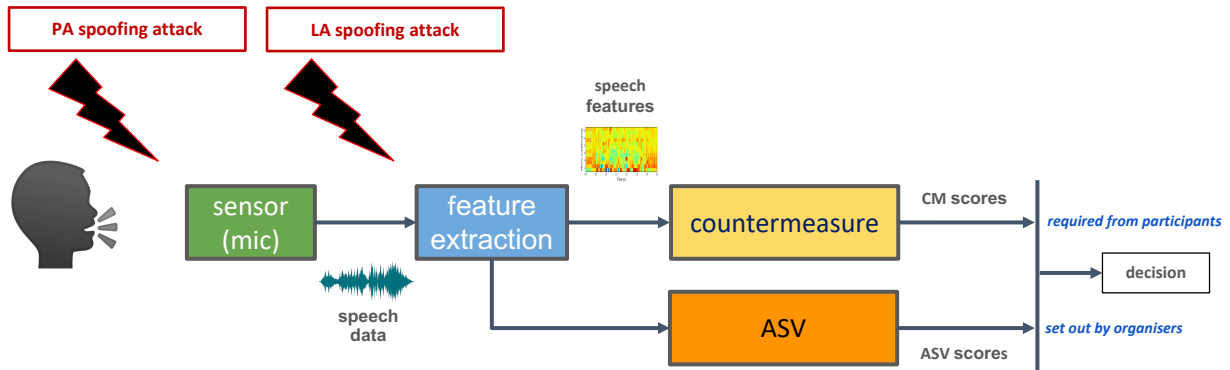 PA spoofing attack
LA spoofing attack
speech
features
Time (s)
sensor
(mic)
feature
extraction
countermeasure
CM scores
required from participants
decision
speech
data
ASV
ASV scores
set out by organisers